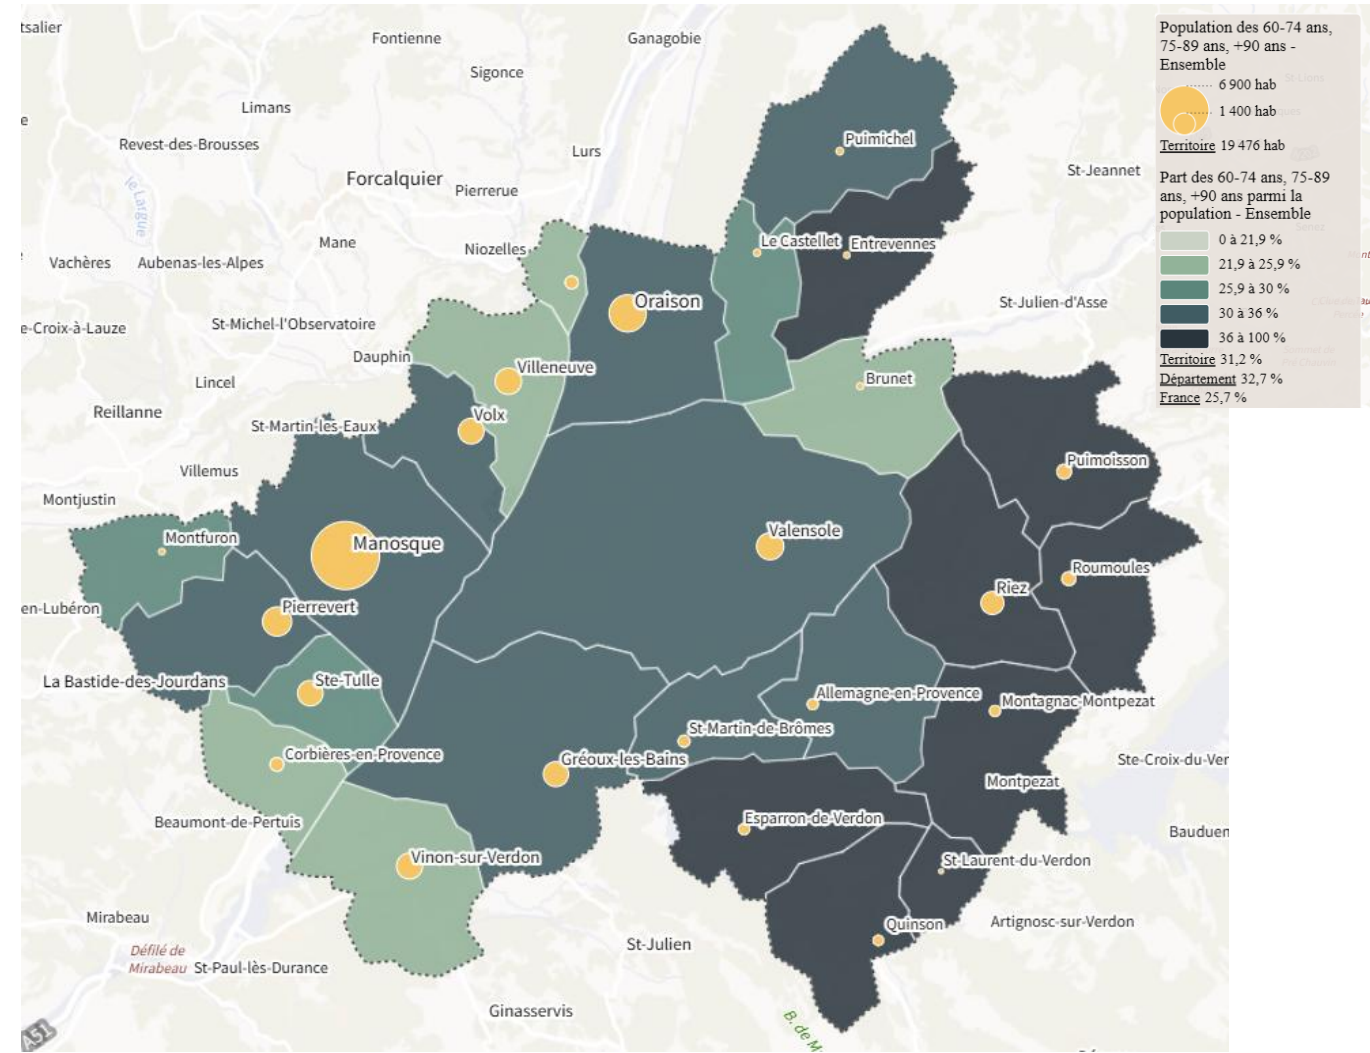 Fontienne
Ganagobie
Sigonce
Limans
Revest-des-Brousses
Lurs
Puimichel
le Largue
Forcalquier
Pierrerue
St-Jeannet
Mane
Niozelles
Le Castellet
Entrevennes
Vachères
Aubenas-les-Alpes
Oraison
St-Julien-d'Asse
e-Croix-à-Lauze
St-Michel-l'Observatoire
Dauphin
Villeneuve
Lincel
Brunet
Reillanne
Volx
St-Martin-les-Eaux
Villemus
Puimoisson
Montjustin
Montfuron
Manosque
Valensole
Roumoules
Riez
en-Lubéron
Pierrevert
La Bastide-des-Jourdans
Ste-Tulle
Allemagne-en-Provence
Montagnac-Montpezat
St-Martin-de-Brômes
Corbières-en-Provence
Gréoux-les-Bains
Ste-Croix-du-Ver
Montpezat
Beaumont-de-Pertuis
Esparron-de-Verdon
Bauduen
Vinon-sur-Verdon
St-Laurent-du-Verdon
Mirabeau
Quinson
Artignosc-sur-Verdon
Défilé de
Mirabeau
St-Paul-lès-Durance
St-Julien
Ginasservis
A51
B. de M
Population des 60-74 ans,
75-89 ans, +90 ans -
Ensemble
6 900 hab
1 400 hab
Territoire 19 476 hab
Part des 60-74 ans, 75-89
ans, +90 ans parmi la
population - Ensemble
0 à 21,9 %
21,9 à 25,9 %
25,9 à 30 %
30 à 36 %
36 à 100 %
Territoire 31,2 %
Département 32,7 %
France 25,7 %